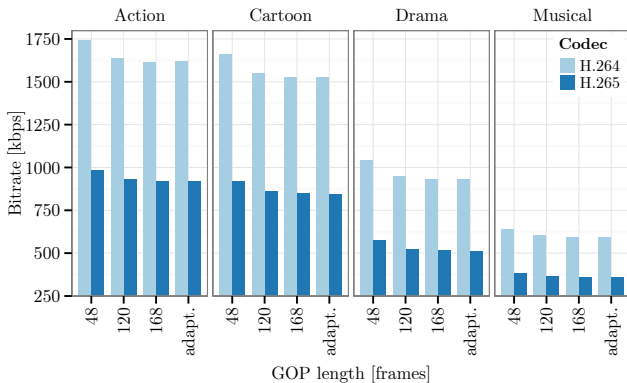 Action Cartoon Drama Musical
Codec
H.264
H.265
Bitrate [kbps]
1750
1500
1250
1000
750
500
250
48 120 168 adapt. 48 120 168 adapt. 48 120 168 adapt. 48 120 168 adapt.
GOP length [frames]